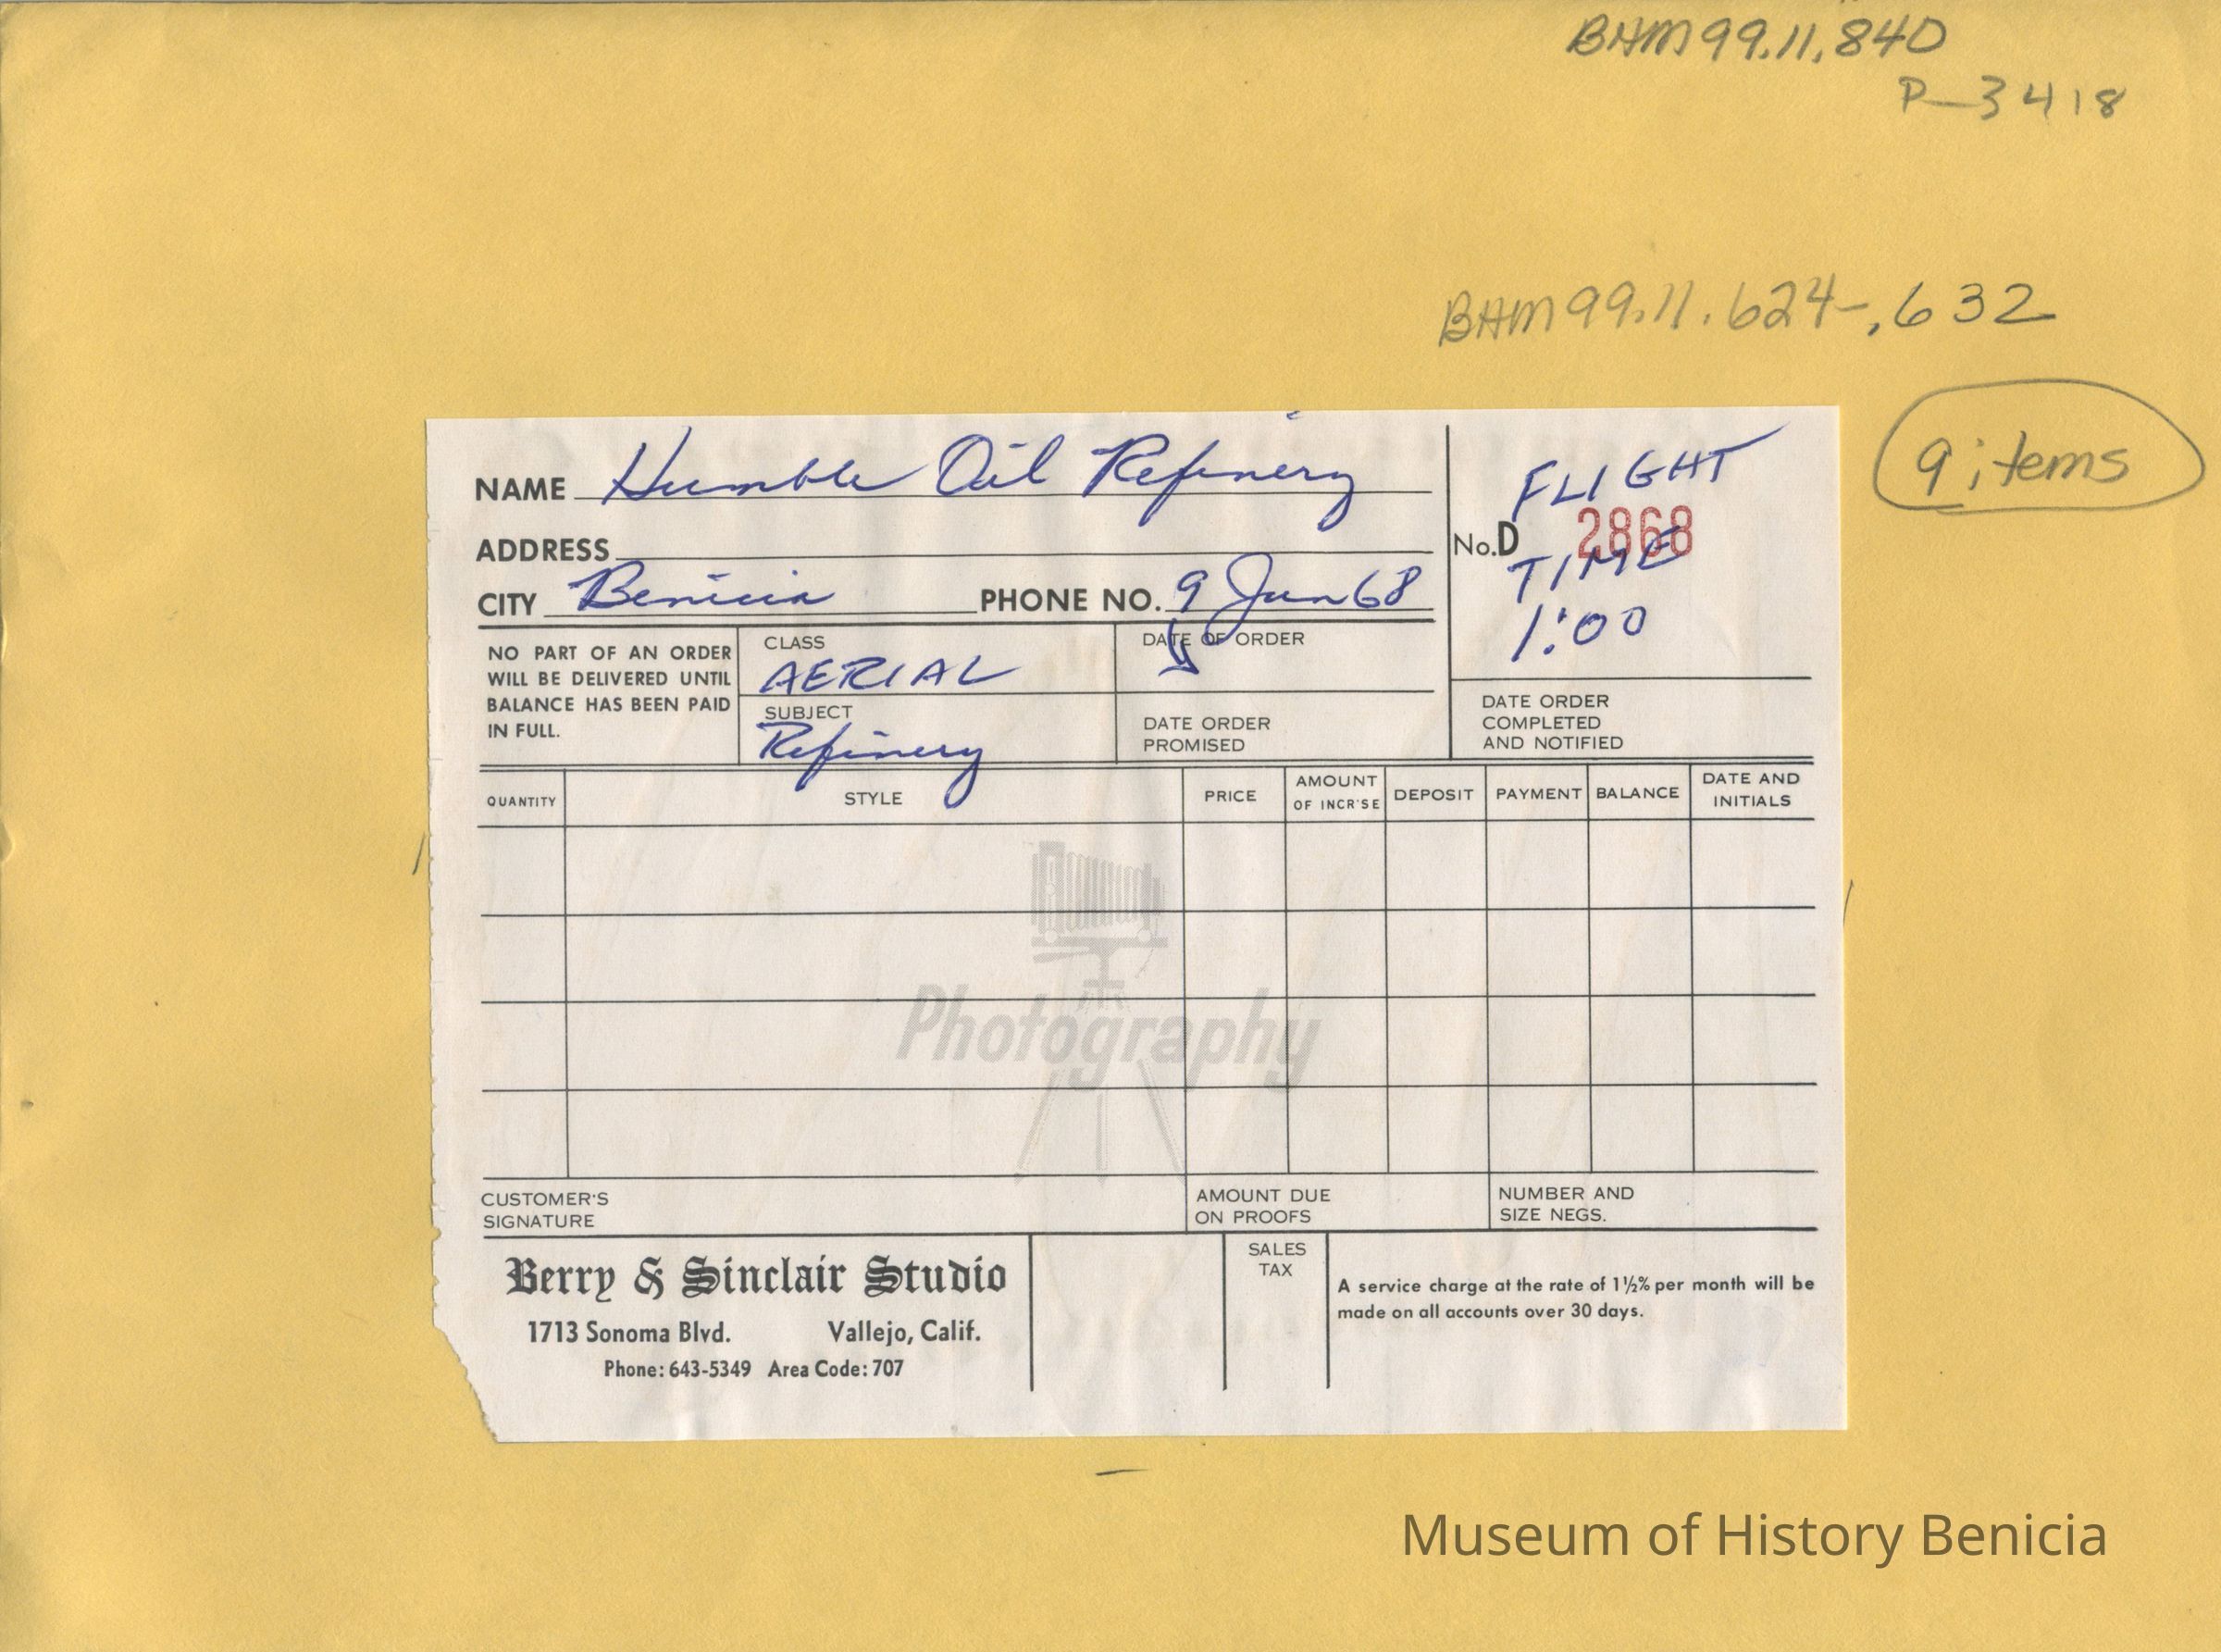 BAM 99.11.840
P-3418
BAM 99.11.624-.632
9 items
NAME Humble Oil Refinery
ADDRESS
CITY Benicia PHONE NO. 9 Jun 68
FLIGHT
No. D 2868
TIME
1:00
NO PART OF AN ORDER
WILL BE DELIVERED UNTIL
BALANCE HAS BEEN PAID
IN FULL.
CLASS
AERIAL
SUBJECT
Refinery
DATE OF ORDER
DATE ORDER
PROMISED
DATE ORDER
COMPLETED
AND NOTIFIED
QUANTITY STYLE PRICE AMOUNT OF INCR'SE DEPOSIT PAYMENT BALANCE DATE AND INITIALS
Photography
CUSTOMER'S
SIGNATURE
AMOUNT DUE
ON PROOFS
NUMBER AND
SIZE NEGS.
Berry & Sinclair Studio
1713 Sonoma Blvd. Vallejo, Calif.
Phone: 643-5349 Area Code: 707
SALES
TAX
A service charge at the rate of 1½% per month will be
made on all accounts over 30 days.
Museum of History Benicia